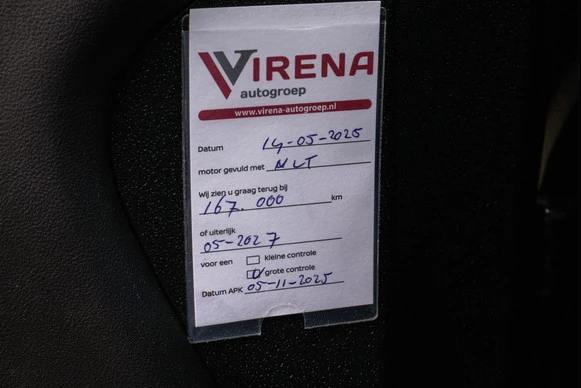 VIRENA
autogroep
www.virena-autogroep.nl
Datum 14-05-2025
motor gevuld met MLT
Wij zien u graag terug bij
167.000 km
of uiterlijk
05-2027
voor een kleine controle
grote controle
Datum APK 05-11-2025